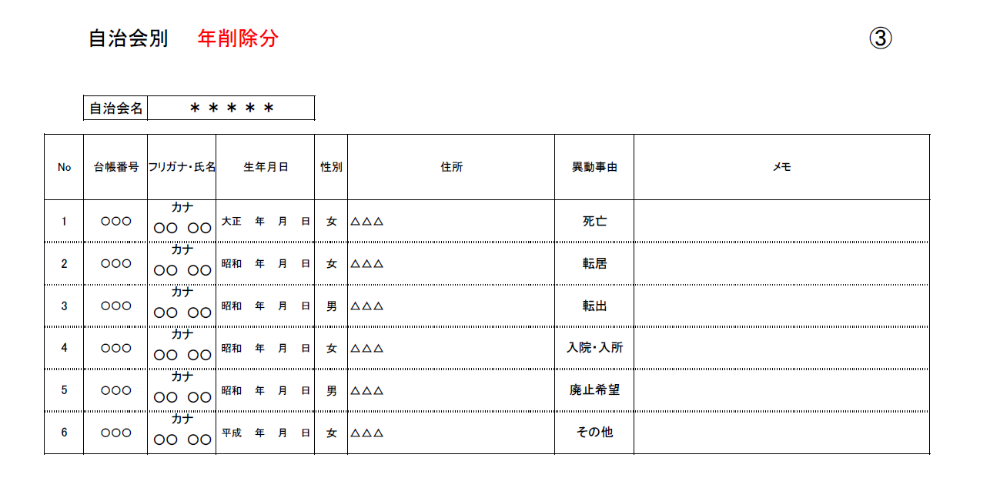 自治会別 年削除分 ③
自治会名 ＊＊＊＊＊
No 台帳番号 フリガナ・氏名 生年月日 性別 住所 異動事由 メモ
カナ
1 ○○○ ○○ ○○ 大正 年 月 日 女 △△△ 死亡
カナ
2 ○○○ ○○ ○○ 昭和 年 月 日 女 △△△ 転居
カナ
3 ○○○ ○○ ○○ 昭和 年 月 日 男 △△△ 転出
カナ
4 ○○○ ○○ ○○ 昭和 年 月 日 女 △△△ 入院・入所
カナ
5 ○○○ ○○ ○○ 昭和 年 月 日 男 △△△ 廃止希望
カナ
6 ○○○ ○○ ○○ 平成 年 月 日 女 △△△ その他